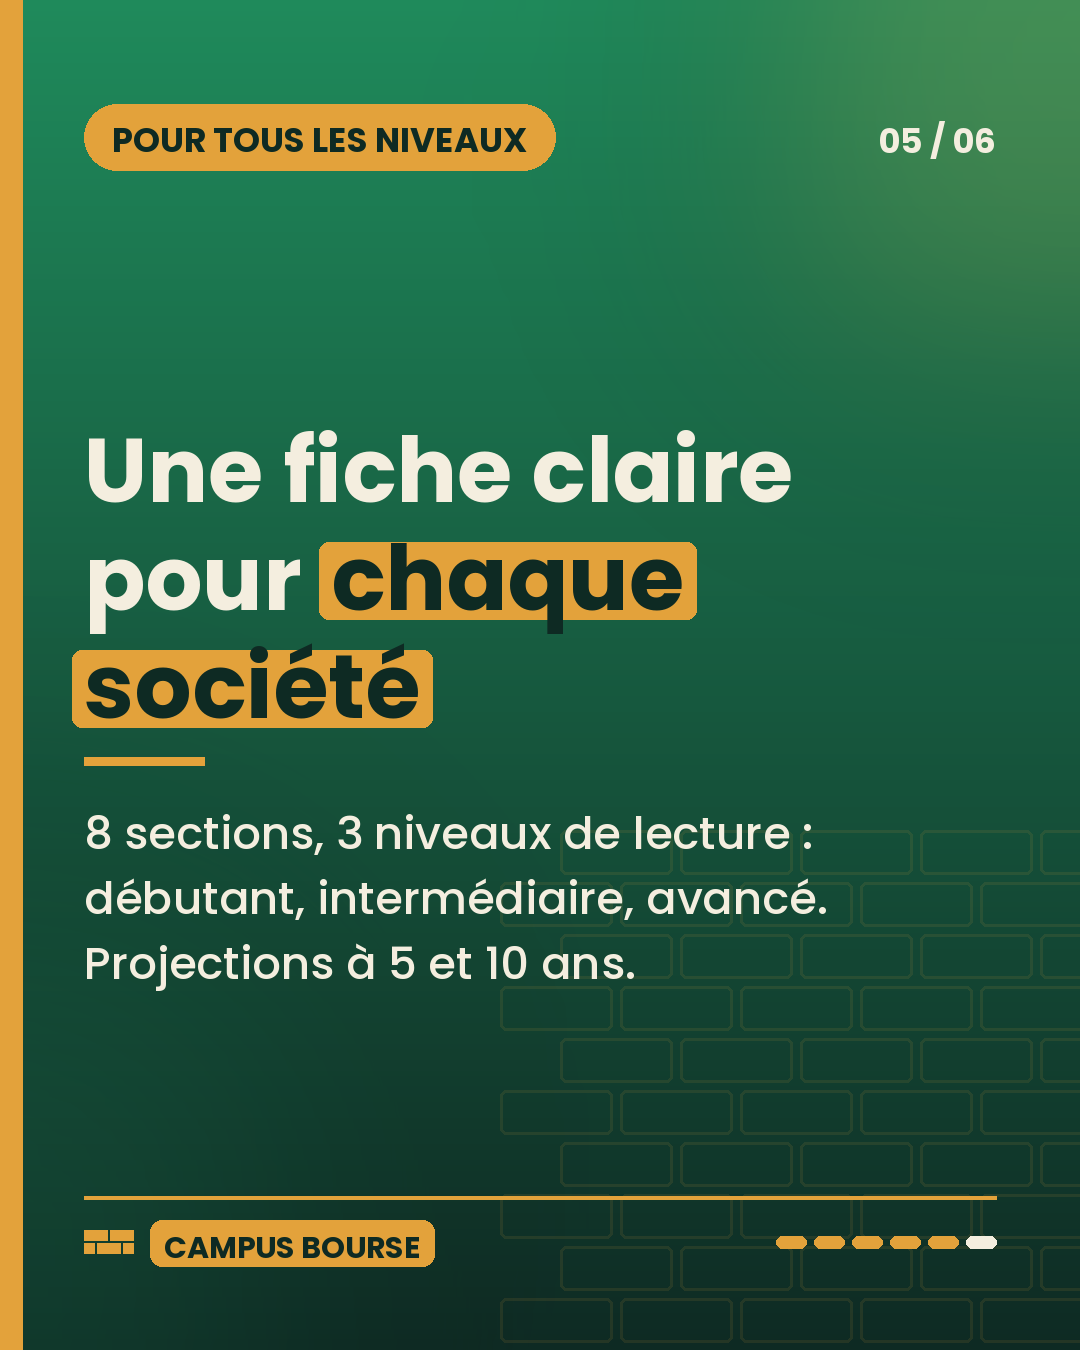 POUR TOUS LES NIVEAUX
05 / 06
Une fiche claire
pour chaque
société
8 sections, 3 niveaux de lecture :
débutant, intermédiaire, avancé.
Projections à 5 et 10 ans.
CAMPUS BOURSE